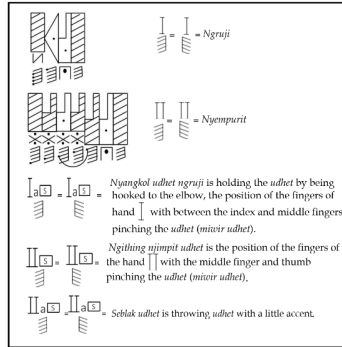 = = Ngruji
= = Nyempurit
a S = a S = Nyangkol udhet ngruji is holding the udhet by being
hooked to the elbow, the position of the fingers of
hand with between the index and middle fingers
pinching the udhet (miwir udhet).
S = S = Ngithing njimpit udhet is the position of the fingers of
the hand with the middle finger and thumb
pinching the udhet (miwir udhet).
a S = a S = Seblak udhet is throwing udhet with a little accent.